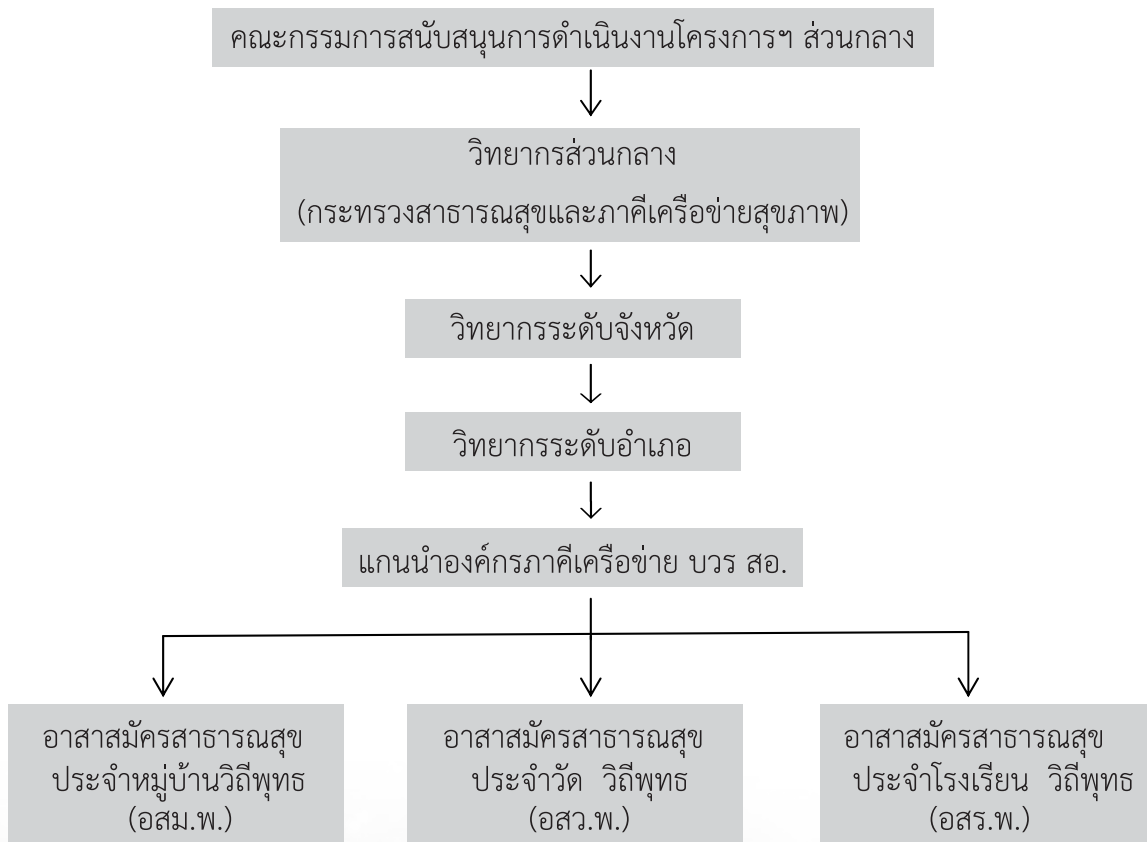 คณะกรรมการสนับสนุนการดำเนินงานโครงการฯ ส่วนกลาง
วิทยากรส่วนกลาง
(กระทรวงสาธารณสุขและภาคีเครือข่ายสุขภาพ)
วิทยากรระดับจังหวัด
วิทยากรระดับอำเภอ
แกนนำองค์กรภาคีเครือข่าย บวร สอ.
อาสาสมัครสาธารณสุข
ประจำหมู่บ้านวิถีพุทธ
(อสม.พ.)
อาสาสมัครสาธารณสุข
ประจำวัด วิถีพุทธ
(อสว.พ.)
อาสาสมัครสาธารณสุข
ประจำโรงเรียน วิถีพุทธ
(อสร.พ.)